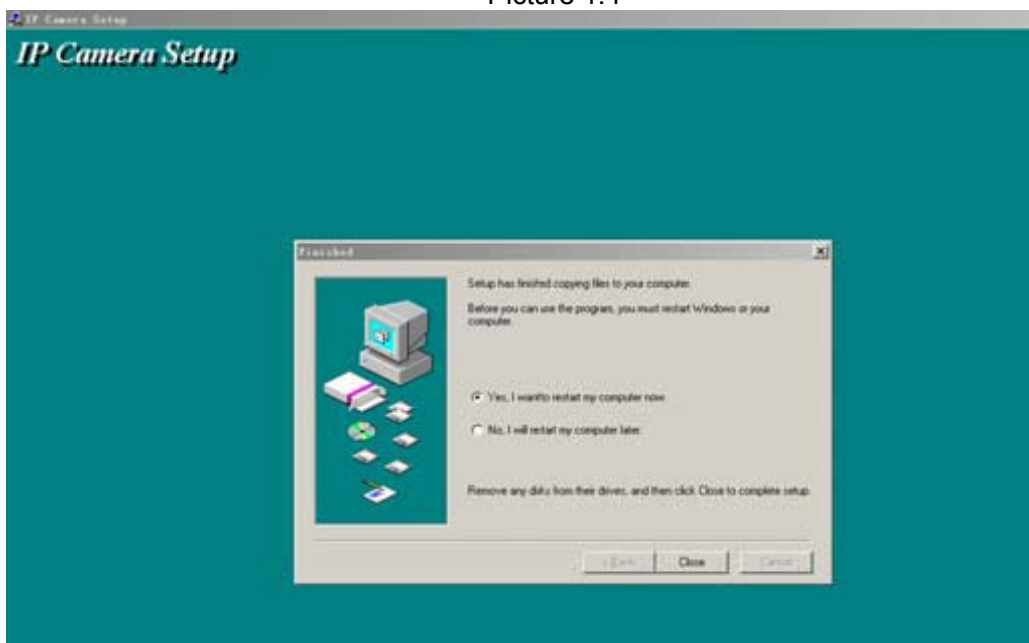 IP Camera Setup
IP Camera Setup
Finished
Setup has finished copying files to your computer.
Before you can use the program, you must restart Windows or your
computer.
Yes, I want to restart my computer now.
No, I will restart my computer later.
Remove any disks from their drives, and then click Close to complete setup.
< Back
Close
Cancel